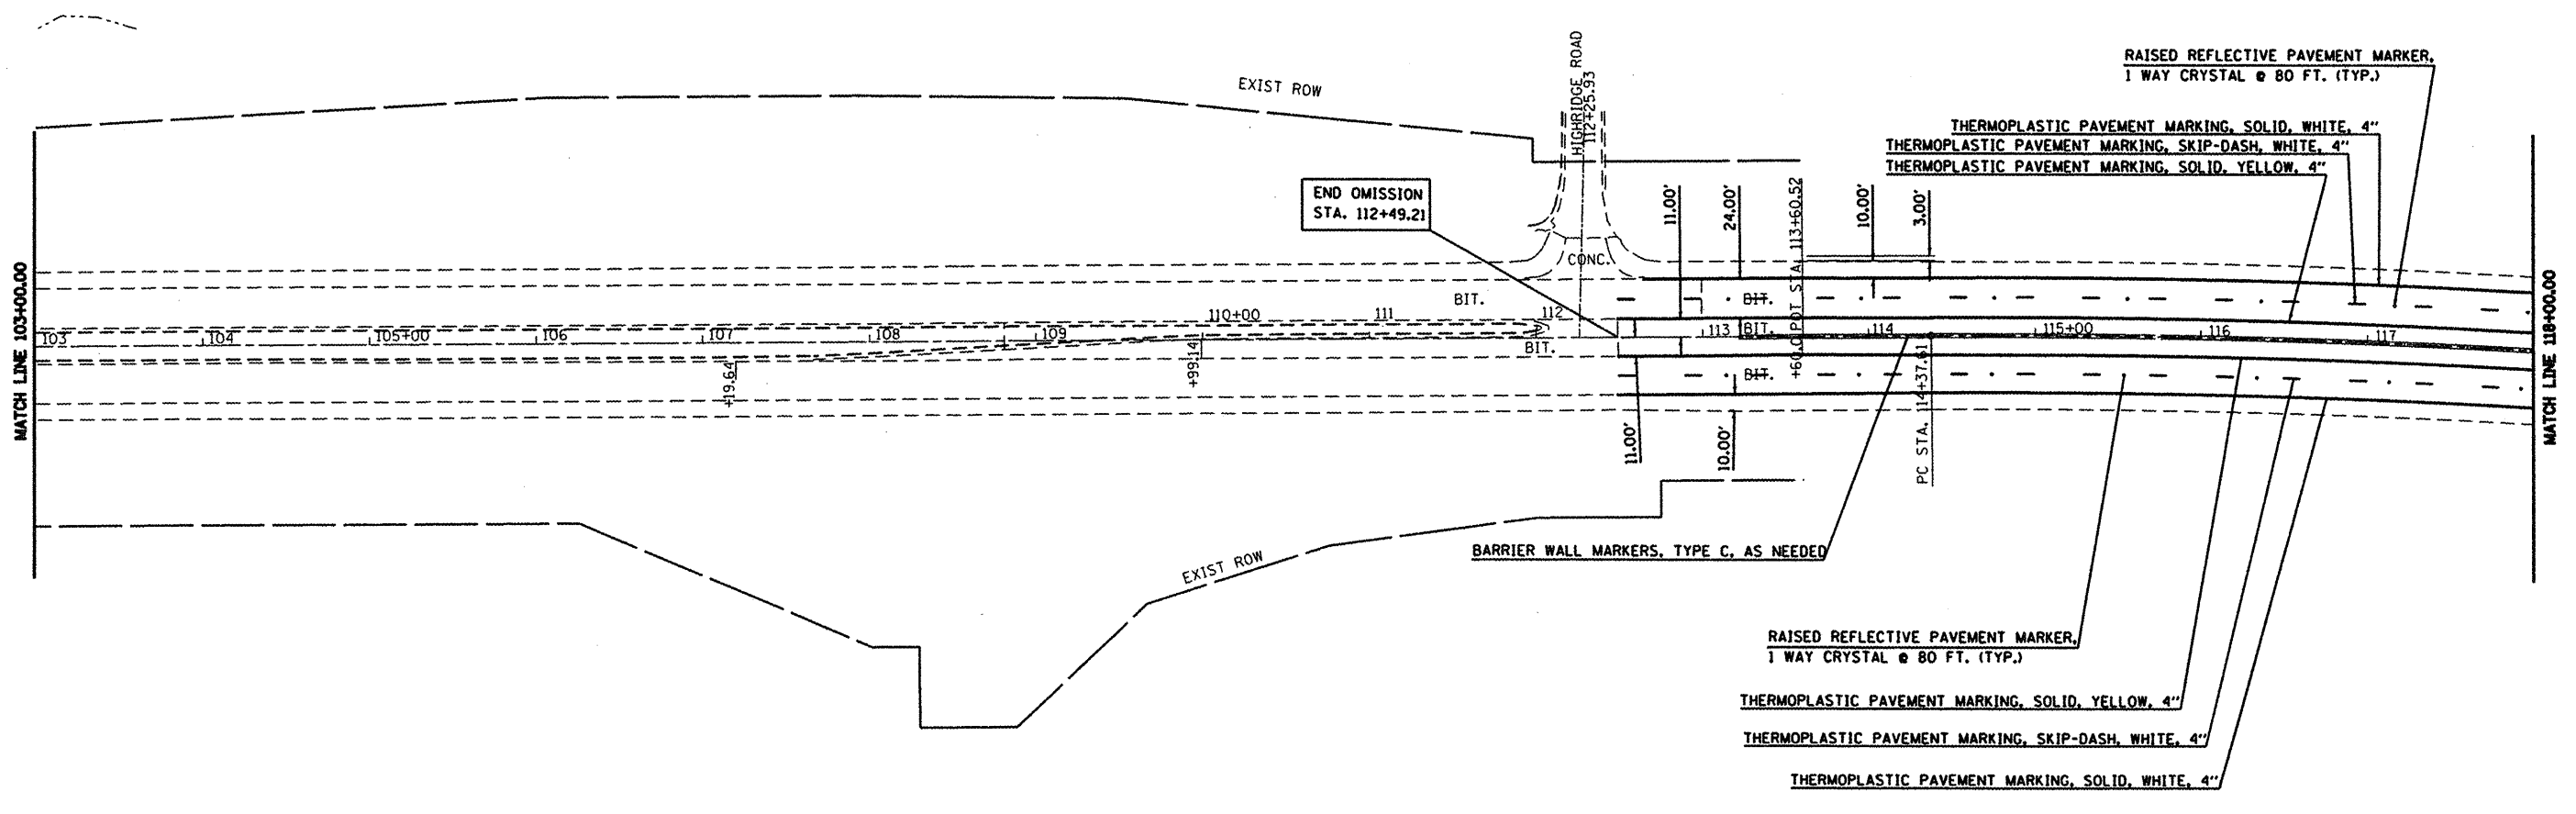 RAISED REFLECTIVE PAVEMENT MARKER,
1 WAY CRYSTAL @ 80 FT. (TYP.)
THERMOPLASTIC PAVEMENT MARKING, SOLID, WHITE, 4"
THERMOPLASTIC PAVEMENT MARKING, SKIP-DASH, WHITE, 4"
THERMOPLASTIC PAVEMENT MARKING, SOLID, YELLOW, 4"
EXIST ROW
HIGHRIDGE ROAD
112+25.93
END OMISSION
STA. 112+49.21
11.00'
24.00'
+60.0 POT STA. 113+60.52
10.00'
3.00'
CONC.
MATCH LINE 103+00.00
MATCH LINE 118+00.00
BIT.
BIT.
BIT.
BIT.
BIT.
103
104
105+00
106
107
108
109
110+00
111
112
113
114
115+00
116
117
+19.64
+99.14
11.00'
10.00'
PC STA. 114+37.61
BARRIER WALL MARKERS, TYPE C, AS NEEDED
EXIST ROW
RAISED REFLECTIVE PAVEMENT MARKER,
1 WAY CRYSTAL @ 80 FT. (TYP.)
THERMOPLASTIC PAVEMENT MARKING, SOLID, YELLOW, 4"
THERMOPLASTIC PAVEMENT MARKING, SKIP-DASH, WHITE, 4"
THERMOPLASTIC PAVEMENT MARKING, SOLID, WHITE, 4"